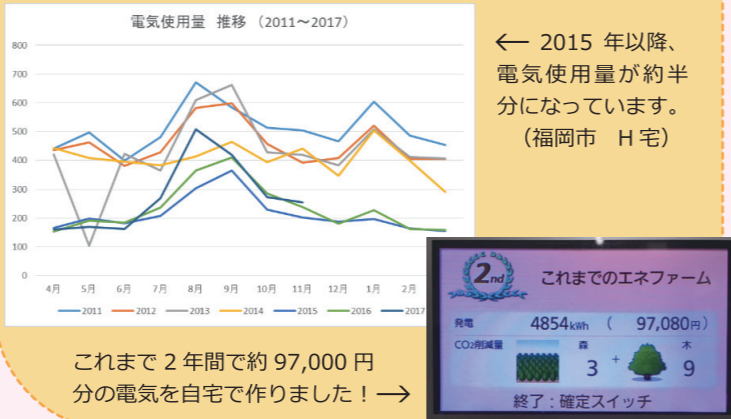 電気使用量 推移 （2011～2017）
800
700
600
500
400
300
200
100
0
4月 5月 6月 7月 8月 9月 10月 11月 12月 1月 2月
2011 2012 2013 2014 2015 2016 2017
← 2015 年以降、
電気使用量が約半
分になっています。
（福岡市 H 宅）
2nd
これまでのエネファーム
発電 4854kWh （ 97,080円）
CO2削減量 森 3 + 木 9
終了：確定スイッチ
これまで 2 年間で約 97,000 円
分の電気を自宅で作りました！→